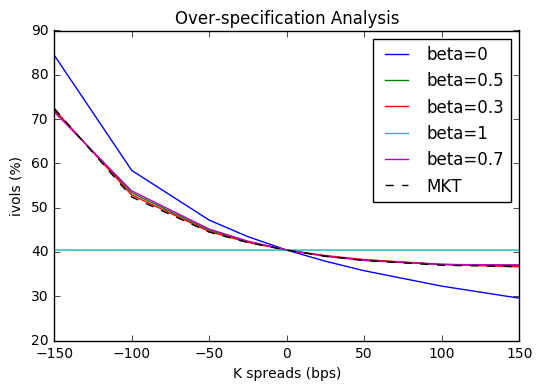 Over-specification Analysis
90
80
70
60
50
40
30
20
ivols (%)
beta=0
beta=0.5
beta=0.3
beta=1
beta=0.7
MKT
−150
−100
−50
0
50
100
150
K spreads (bps)